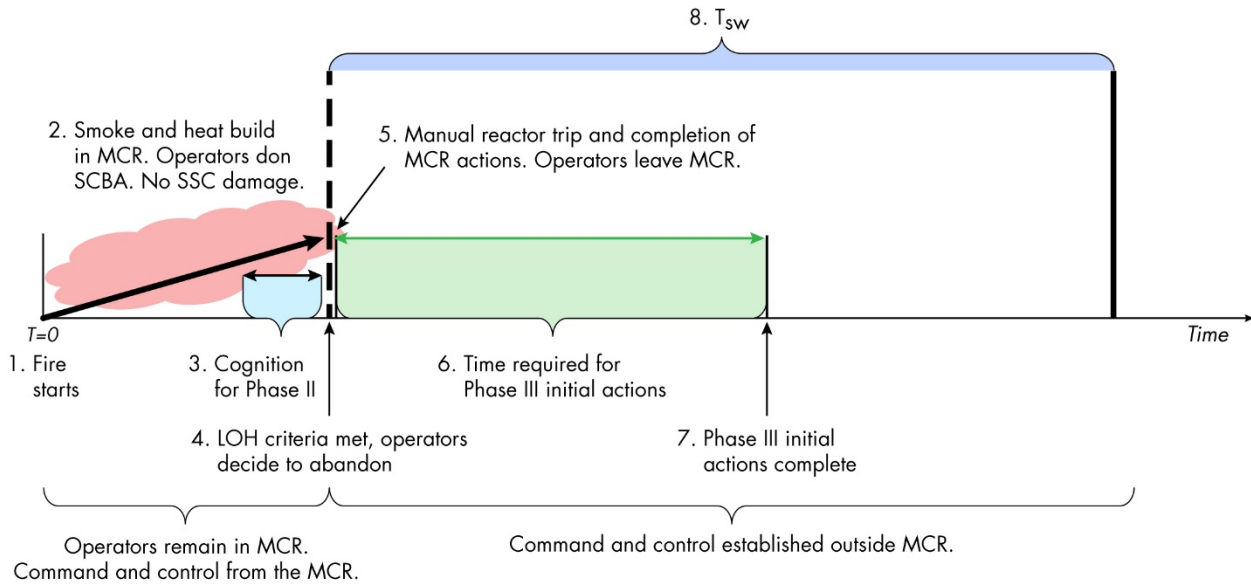 8. Tsw
2. Smoke and heat build
in MCR. Operators don
SCBA. No SSC damage.
5. Manual reactor trip and completion of
MCR actions. Operators leave MCR.
T=0
Time
1. Fire
starts
3. Cognition
for Phase II
6. Time required for
Phase III initial actions
4. LOH criteria met, operators
decide to abandon
7. Phase III initial
actions complete
Operators remain in MCR.
Command and control from the MCR.
Command and control established outside MCR.